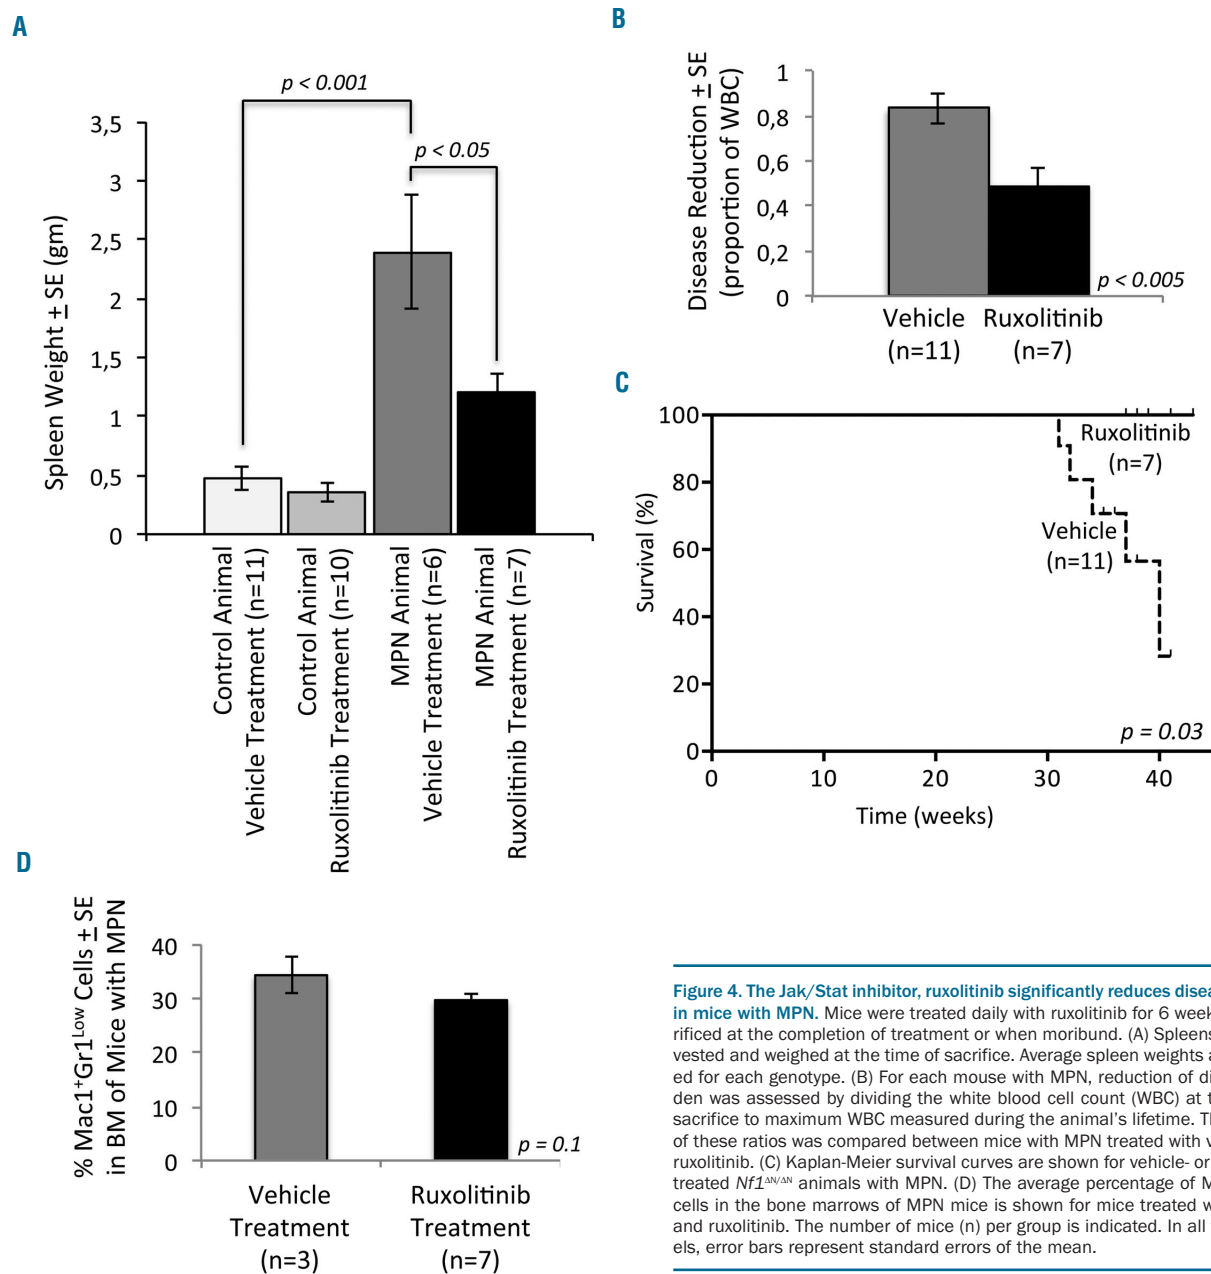 A
p < 0.001
p < 0.05
3,5
3
2,5
2
1,5
1
0,5
0
Spleen Weight ± SE (gm)
Control Animal
Vehicle Treatment (n=11)
Control Animal
Ruxolitinib Treatment (n=10)
MPN Animal
Vehicle Treatment (n=6)
MPN Animal
Ruxolitinib Treatment (n=7)
B
Disease Reduction ± SE
(proportion of WBC)
1
0,8
0,6
0,4
0,2
0
p < 0.005
Vehicle
(n=11)
Ruxolitinib
(n=7)
C
Survival (%)
100
80
60
40
20
0
Ruxolitinib
(n=7)
Vehicle
(n=11)
p = 0.03
0
10
20
30
40
Time (weeks)
D
% Mac1⁺Gr1ᴸᵒʷ Cells ± SE
in BM of Mice with MPN
40
30
20
10
0
p = 0.1
Vehicle
Treatment
(n=3)
Ruxolitinib
Treatment
(n=7)
Figure 4. The Jak/Stat inhibitor, ruxolitinib significantly reduces disea
in mice with MPN. Mice were treated daily with ruxolitinib for 6 week
rificed at the completion of treatment or when moribund. (A) Spleens
vested and weighed at the time of sacrifice. Average spleen weights a
ed for each genotype. (B) For each mouse with MPN, reduction of di
den was assessed by dividing the white blood cell count (WBC) at t
sacrifice to maximum WBC measured during the animal's lifetime. Th
of these ratios was compared between mice with MPN treated with v
ruxolitinib. (C) Kaplan-Meier survival curves are shown for vehicle- or
treated Nf1ΔN/ΔN animals with MPN. (D) The average percentage of M
cells in the bone marrows of MPN mice is shown for mice treated w
and ruxolitinib. The number of mice (n) per group is indicated. In all
els, error bars represent standard errors of the mean.